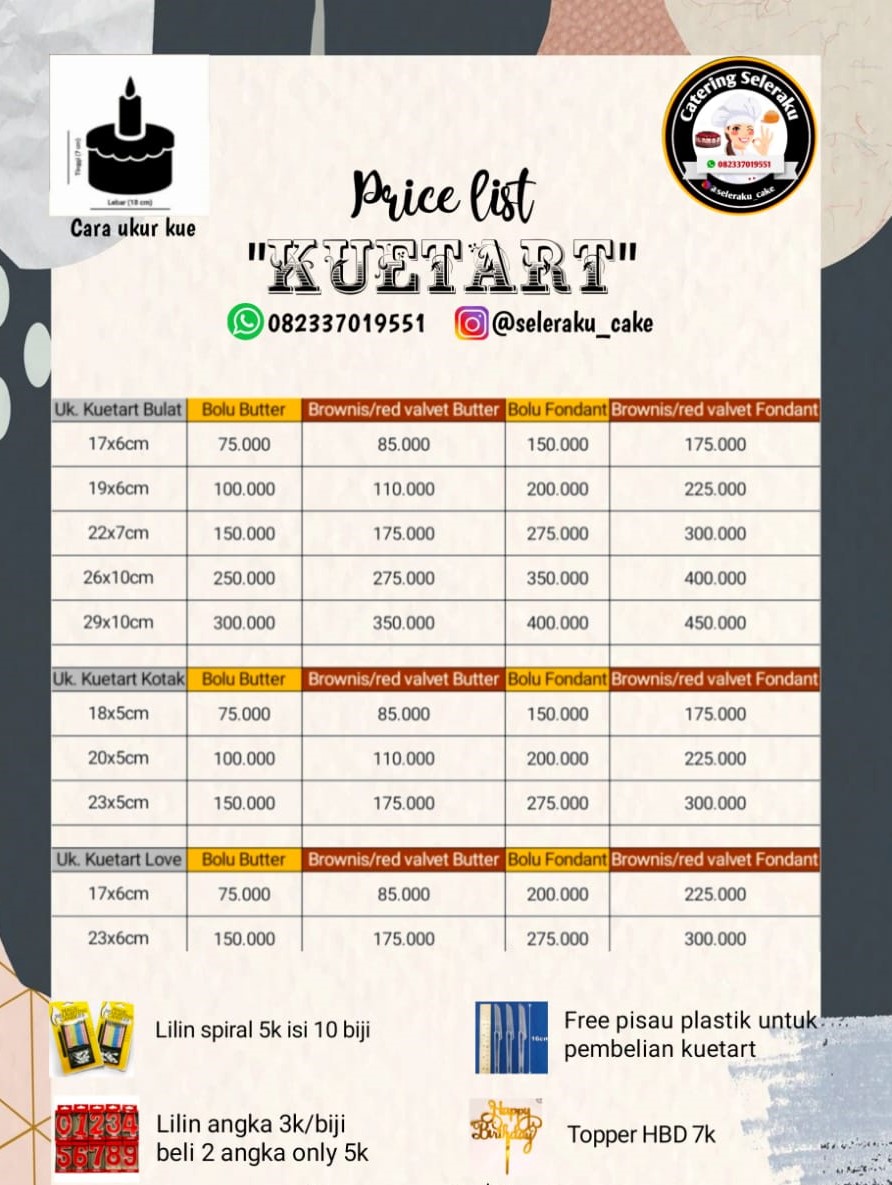 Catering Seleraku
082337019551
@seleraku_cake
Tinggi (7 cm)
Lebar (18 cm)
Cara ukur kue
Price list
"KUETART"
082337019551 @seleraku_cake
Uk. Kuetart Bulat Bolu Butter Brownis/red valvet Butter Bolu Fondant Brownis/red valvet Fondant
17x6cm 75.000 85.000 150.000 175.000
19x6cm 100.000 110.000 200.000 225.000
22x7cm 150.000 175.000 275.000 300.000
26x10cm 250.000 275.000 350.000 400.000
29x10cm 300.000 350.000 400.000 450.000
Uk. Kuetart Kotak Bolu Butter Brownis/red valvet Butter Bolu Fondant Brownis/red valvet Fondant
18x5cm 75.000 85.000 150.000 175.000
20x5cm 100.000 110.000 200.000 225.000
23x5cm 150.000 175.000 275.000 300.000
Uk. Kuetart Love Bolu Butter Brownis/red valvet Butter Bolu Fondant Brownis/red valvet Fondant
17x6cm 75.000 85.000 200.000 225.000
23x6cm 150.000 175.000 275.000 300.000
Lilin spiral 5k isi 10 biji
16cm
Free pisau plastik untuk
pembelian kuetart
01234
56789
Lilin angka 3k/biji
beli 2 angka only 5k
Happy
Birthday
Topper HBD 7k